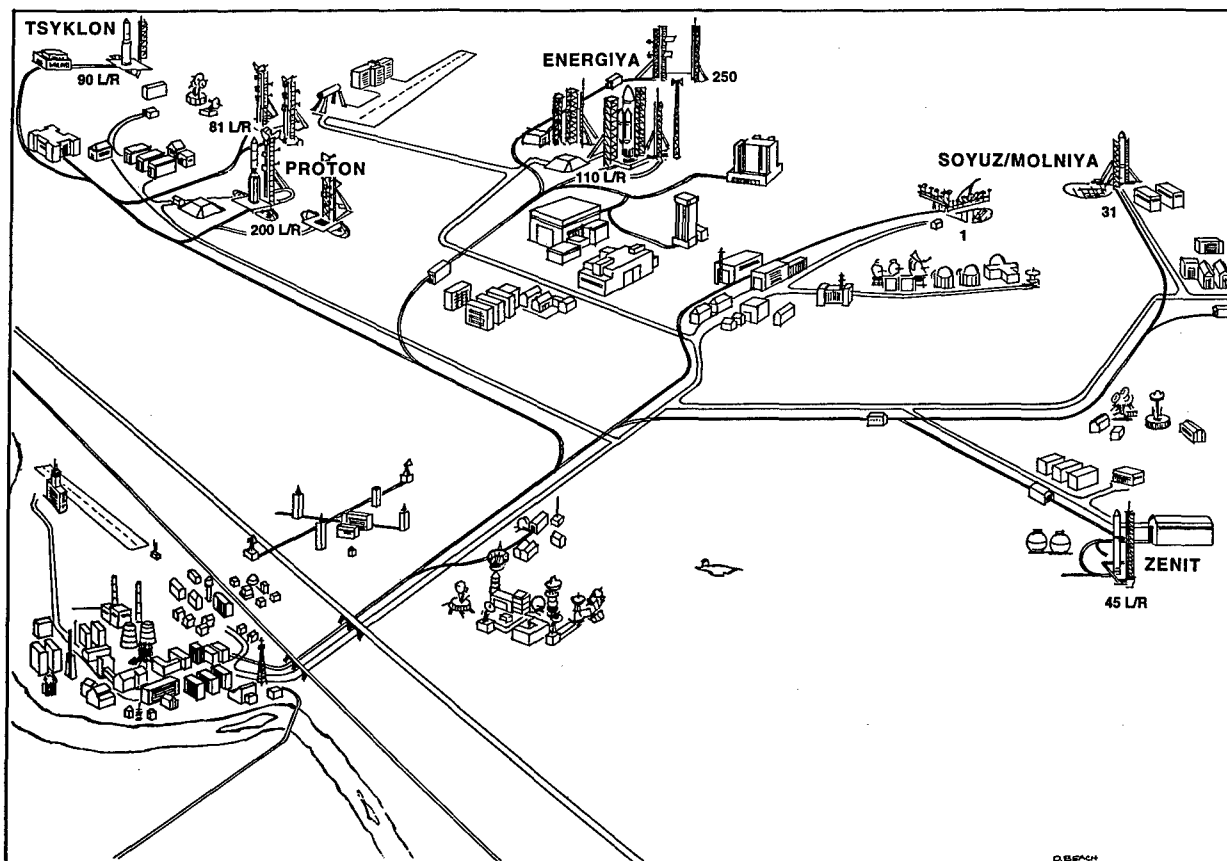 TSYKLON
90 L/R
81 L/R
PROTON
200 L/R
ENERGIYA
250
110 L/R
SOYUZ/MOLNIYA
1
31
ZENIT
45 L/R
D.BEACH